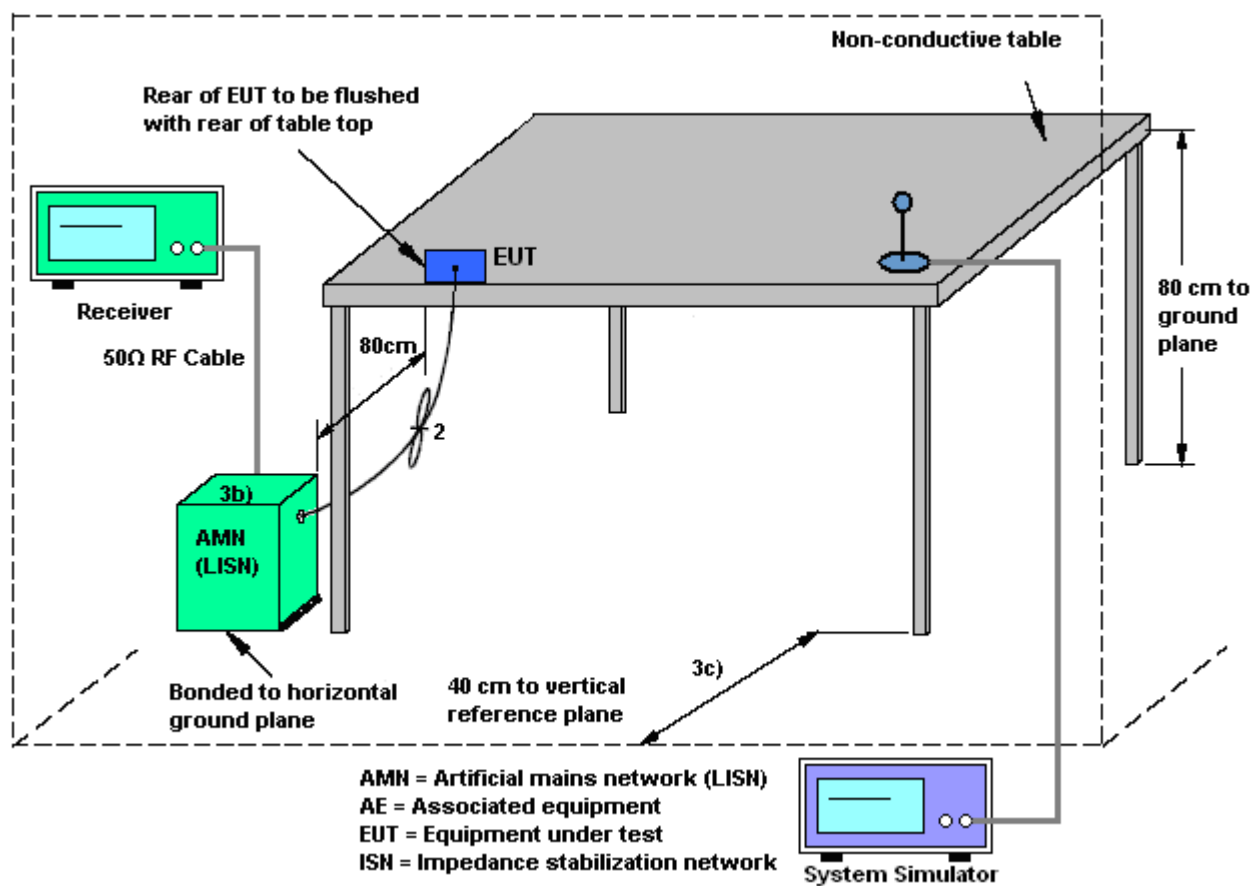 Non-conductive table
Rear of EUT to be flushed
with rear of table top
EUT
Receiver
80cm
80 cm to
ground
plane
50Ω RF Cable
2
3b)
AMN
(LISN)
3c)
Bonded to horizontal
ground plane
40 cm to vertical
reference plane
AMN = Artificial mains network (LISN)
AE = Associated equipment
EUT = Equipment under test
ISN = Impedance stabilization network
System Simulator